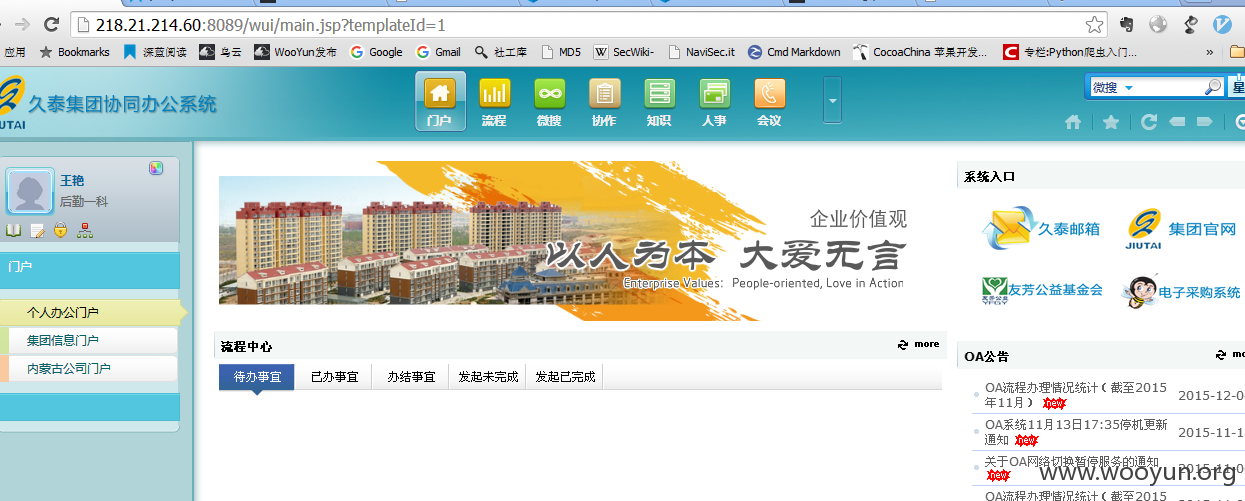 218.21.214.60:8089/wui/main.jsp?templateId=1
应用 Bookmarks 深蓝阅读 乌云 WooYun发布 Google Gmail 社工库 MD5 SecWiki- NaviSec.it Cmd Markdown CocoaChina 苹果开发... 专栏:Python爬虫入门... »
久泰集团协同办公系统
JIUTAI
门户 流程 微搜 协作 知识 人事 会议
微搜
王艳
后勤一科
门户
个人办公门户
集团信息门户
内蒙古公司门户
企业价值观
以人为本 大爱无言
Enterprise Values: People-oriented, Love in Action
流程中心 more
待办事宜 已办事宜 办结事宜 发起未完成 发起已完成
系统入口
久泰邮箱 JIUTAI 集团官网
友芳公益 YFGY 友芳公益基金会 电子采购系统
OA公告
OA流程办理情况统计（截至2015
年11月） new 2015-12-0
OA系统11月13日17:35停机更新
通知 new 2015-11-1
关于OA网络切换暂停服务的通知
new
OA流程办理情况统计（截至2015
www.wooyun.org